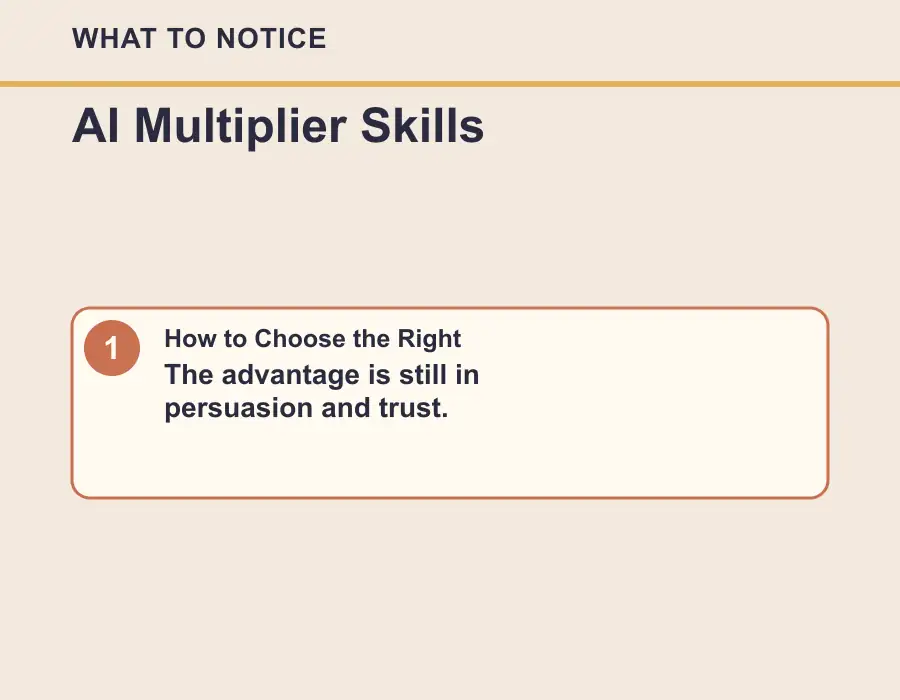 WHAT TO NOTICE
AI Multiplier Skills
1
How to Choose the Right
The advantage is still in
persuasion and trust.